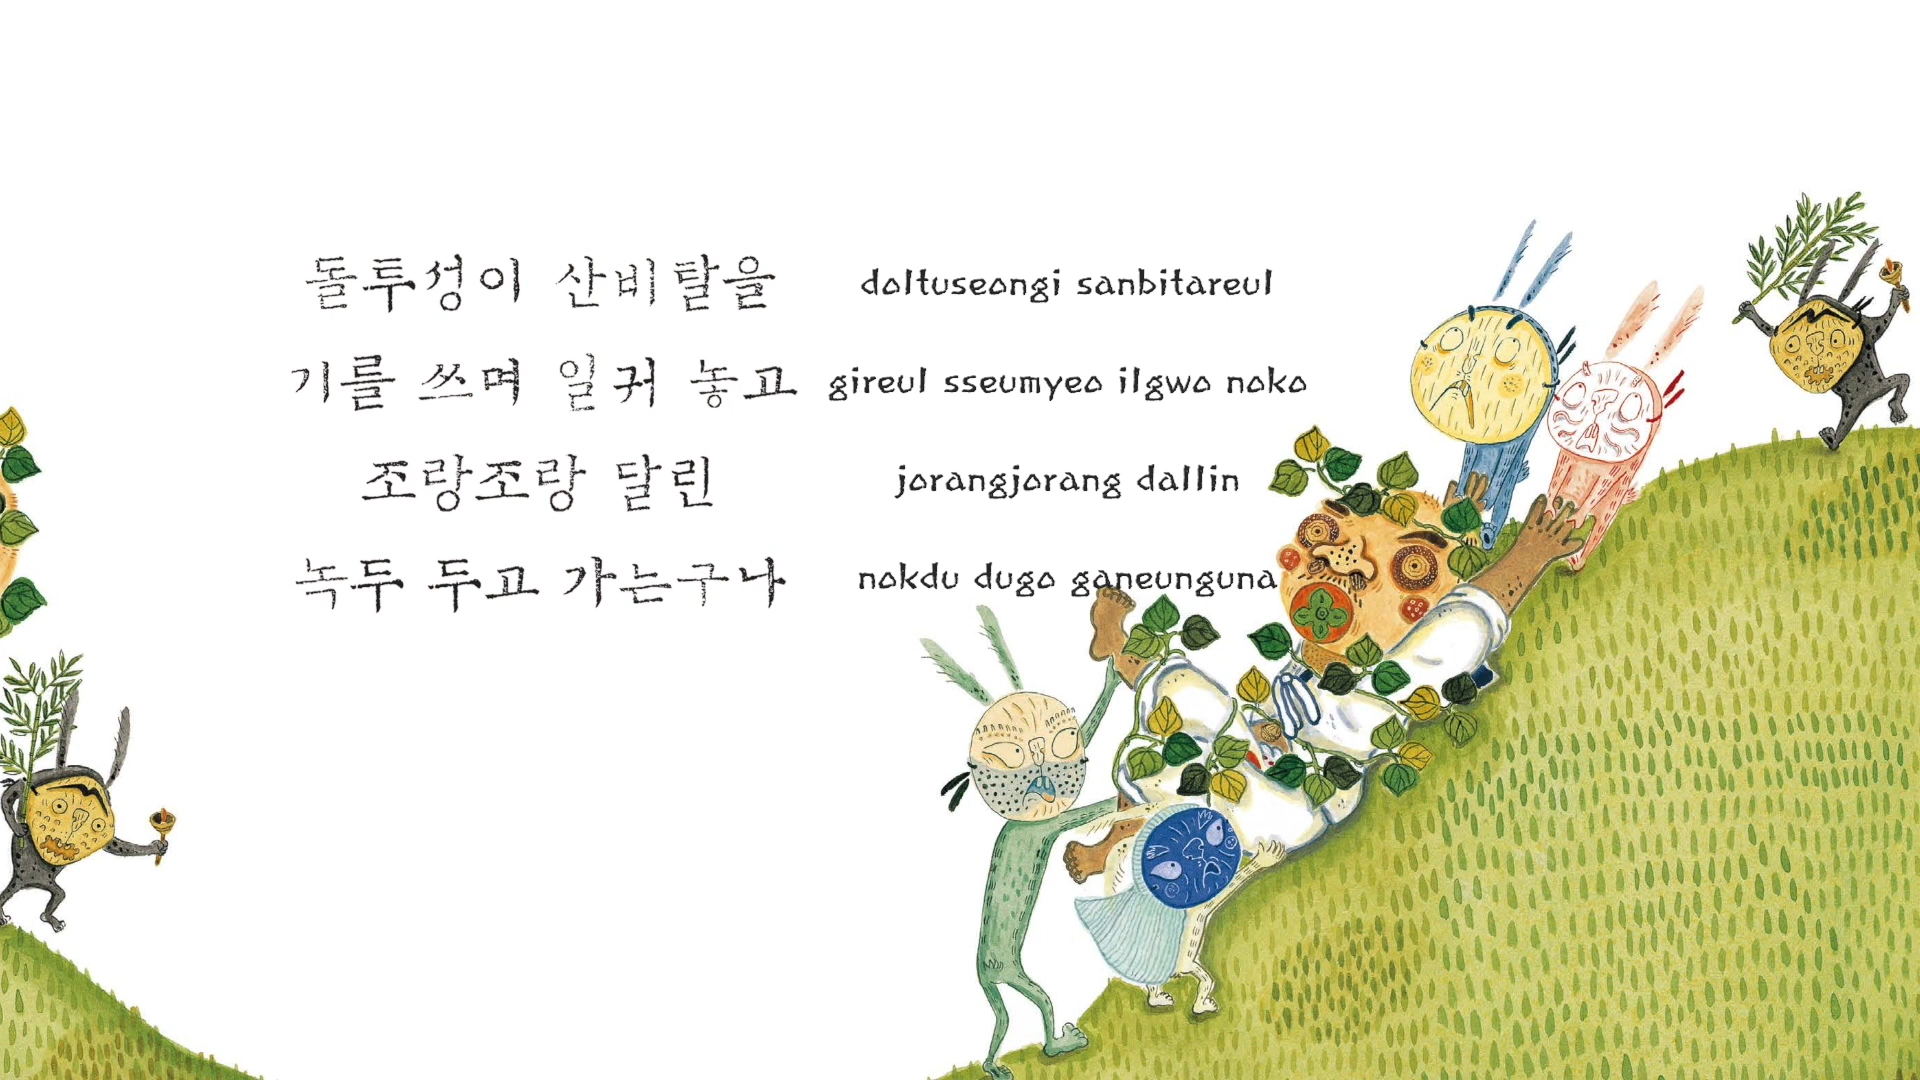 돌투성이 산비탈을
기를 쓰며 일궈 놓고
조랑조랑 달린
녹두 두고 가는구나
doltuseongi sanbitareul
gireul sseumyeo ilgwo noko
jorangjorang dallin
nokdu dugo ganeunguna